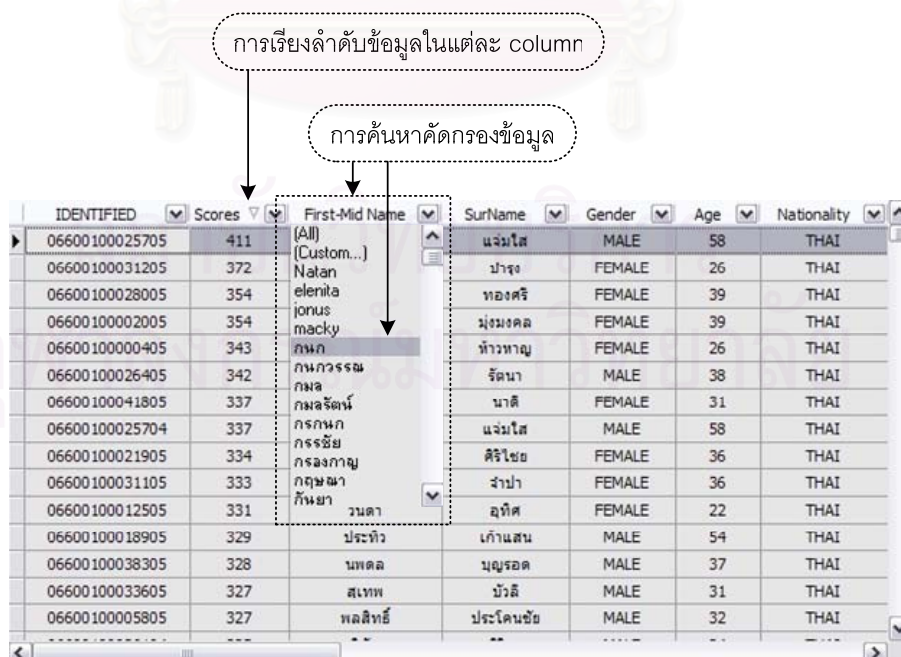 การเรียงลำดับข้อมูลในแต่ละ column
การค้นหาคัดกรองข้อมูล
IDENTIFIED Scores First-Mid Name SurName Gender Age Nationality
06600100025705 411 (All) แจ่มใส MALE 58 THAI
(Custom...)
06600100031205 372 Natan ปารุง FEMALE 26 THAI
06600100028005 354 elenita ทองศรี FEMALE 39 THAI
jonus
06600100002005 354 macky มุ่งมงคล FEMALE 39 THAI
06600100000405 343 กนก ห้าวหาญ FEMALE 26 THAI
กนกวรรณ
06600100026405 342 กมล รัตนา MALE 38 THAI
06600100041805 337 กมลรัตน์ นาดี FEMALE 31 THAI
06600100025704 337 กรกนก แจ่มใส MALE 58 THAI
กรรชัย
06600100021905 334 กรองกาญ ศิริไชย FEMALE 36 THAI
06600100031105 333 กฤษณา จำปา FEMALE 36 THAI
กันยา
06600100012505 331 วนดา อุทิศ FEMALE 22 THAI
06600100018905 329 ประทิว เก้าแสน MALE 54 THAI
06600100038305 328 นพดล บุญรอด MALE 37 THAI
06600100033605 327 สุเทพ บัวลี MALE 31 THAI
06600100005805 327 พลสิทธิ์ ประโคนชัย MALE 32 THAI